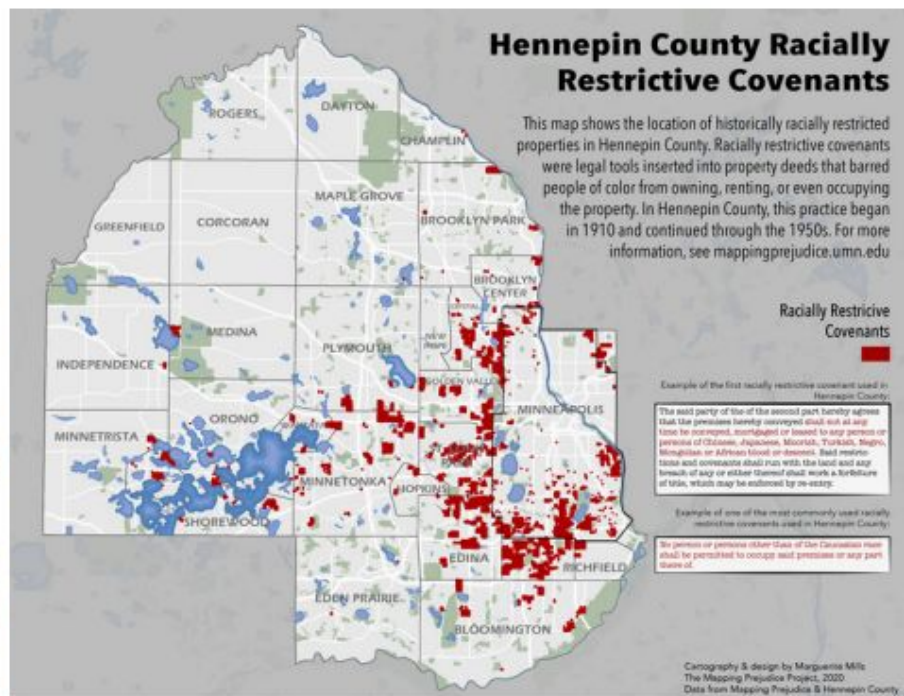 Hennepin County Racially
Restrictive Covenants
This map shows the location of historically racially restricted
properties in Hennepin County. Racially restrictive covenants
were legal tools inserted into property deeds that barred
people of color from owning, renting, or even occupying
the property. In Hennepin County, this practice began
in 1910 and continued through the 1950s. For more
information, see mappingprejudice.umn.edu
Racially Restricive
Covenants
Example of the first racially restrictive covenant used in
Hennepin County:
The said party of the of the second part hereby agrees
that the premises hereby conveyed shall not at any
time be conveyed, mortgaged or leased to any person or
persons of Chinese, Japanese, Moorish, Turkish, Negro,
Mongolian or African blood or descent. Said restric-
tions and covenants shall run with the land and any
breach of any or either thereof shall work a forfeiture
of title, which may be enforced by re-entry.
Example of one of the most commonly used racially
restrictive covenants used in Hennepin County:
No person or persons other than of the Caucasian race
shall be permitted to occupy said premises or any part
there of.
ROGERS
DAYTON
CHAMPLIN
MAPLE GROVE
GREENFIELD
CORCORAN
BROOKLYN PARK
BROOKLYN
CENTER
CRYSTAL
NEW
HOPE
MEDINA
PLYMOUTH
INDEPENDENCE
GOLDEN VALLEY
MINNEAPOLIS
ORONO
MINNETRISTA
PARK
MINNETONKA
HOPKINS
SHOREWOOD
EDINA
RICHFIELD
EDEN PRAIRIE
BLOOMINGTON
Cartography & design by Marguerite Mills
The Mapping Prejudice Project, 2020
Data from Mapping Prejudice & Hennepin County